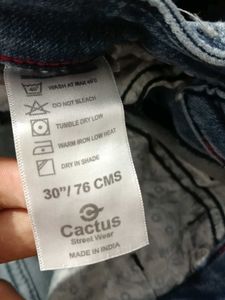 WASH AT MAX 40°C
DO NOT BLEACH
TUMBLE DRY LOW
WARM IRON LOW HEAT
DRY IN SHADE
30"/ 76 CMS
Cactus
Street Wear
MADE IN INDIA